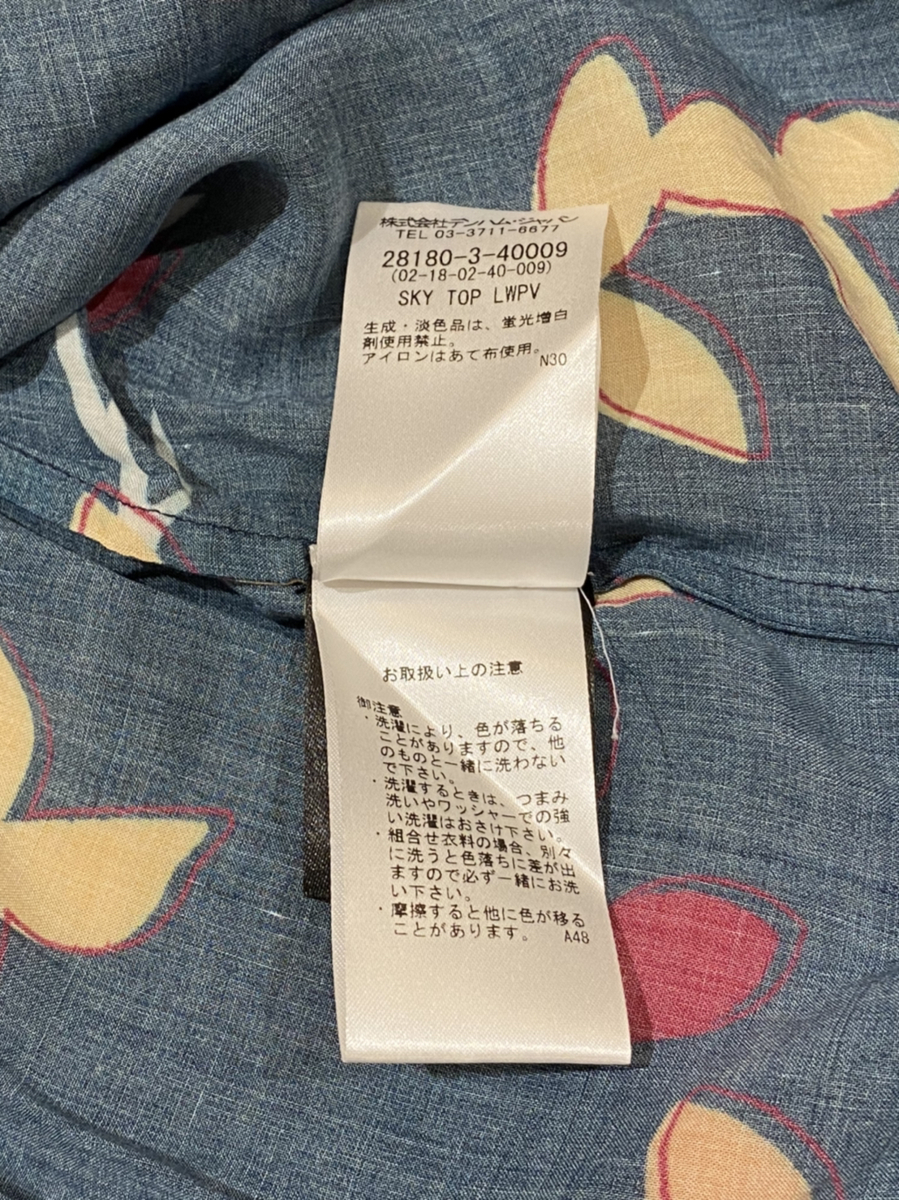 株式会社デンハム・ジャパン
TEL 03-3711-6677
28180-3-40009
(02-18-02-40-009)
SKY TOP LWPV
生成・淡色品は、蛍光増白
剤使用禁止。
アイロンはあて布使用。 N30
お取扱い上の注意
御注意
・洗濯により、色が落ちる
ことがありますので、他
のものと一緒に洗わない
で下さい。
・洗濯するときは、つまみ
洗いやワッシャーでの強
い洗濯はおさけ下さい。
・組合せ衣料の場合、別々
に洗うと色落ちに差が出
ますので必ず一緒にお洗
い下さい。
・摩擦すると他に色が移る
ことがあります。 A48